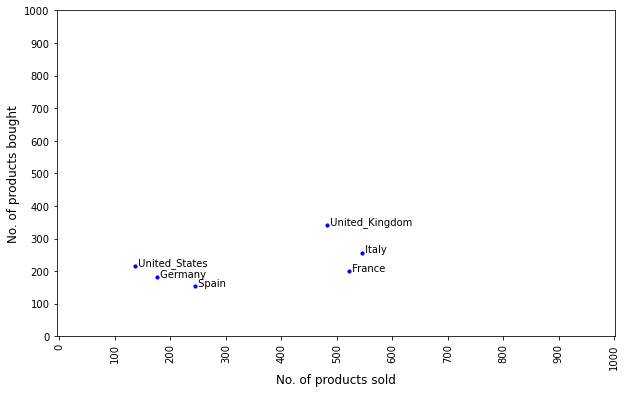 1000
900
800
700
600
500
400
300
200
100
0
No. of products bought
United_Kingdom
Italy
France
United_States
Germany
Spain
0
100
200
300
400
500
600
700
800
900
1000
No. of products sold